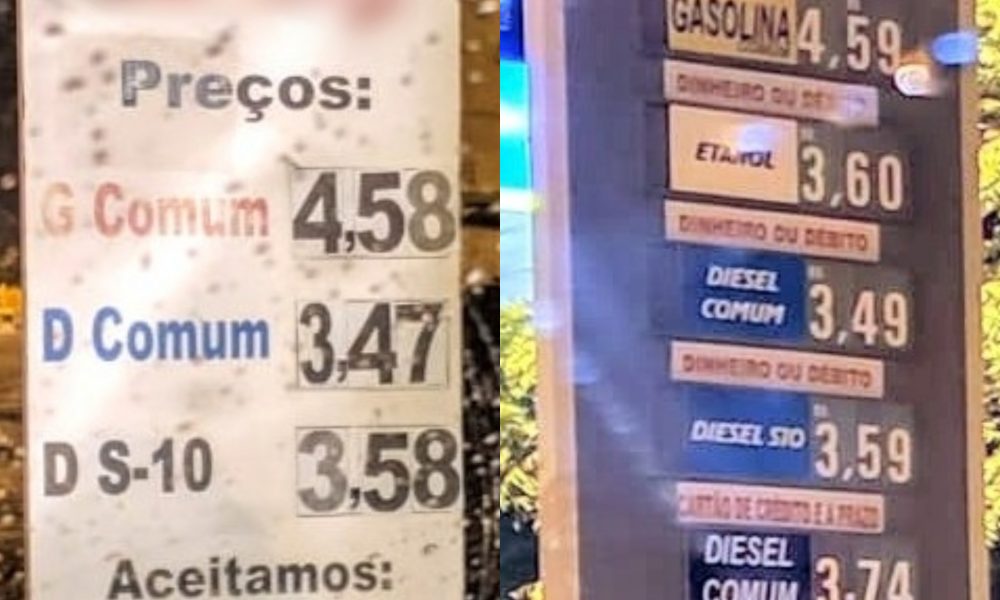 Preços:
G Comum 4,58
D Comum 3,47
D S-10 3,58
Aceitamos:
GASOLINA 4,59
DINHEIRO OU DÉBITO
ETANOL 3,60
DINHEIRO OU DÉBITO
DIESEL
COMUM 3,49
DINHEIRO OU DÉBITO
DIESEL S10 3,59
CARTÃO DE CRÉDITO E A PRAZO
DIESEL
COMUM 3,74